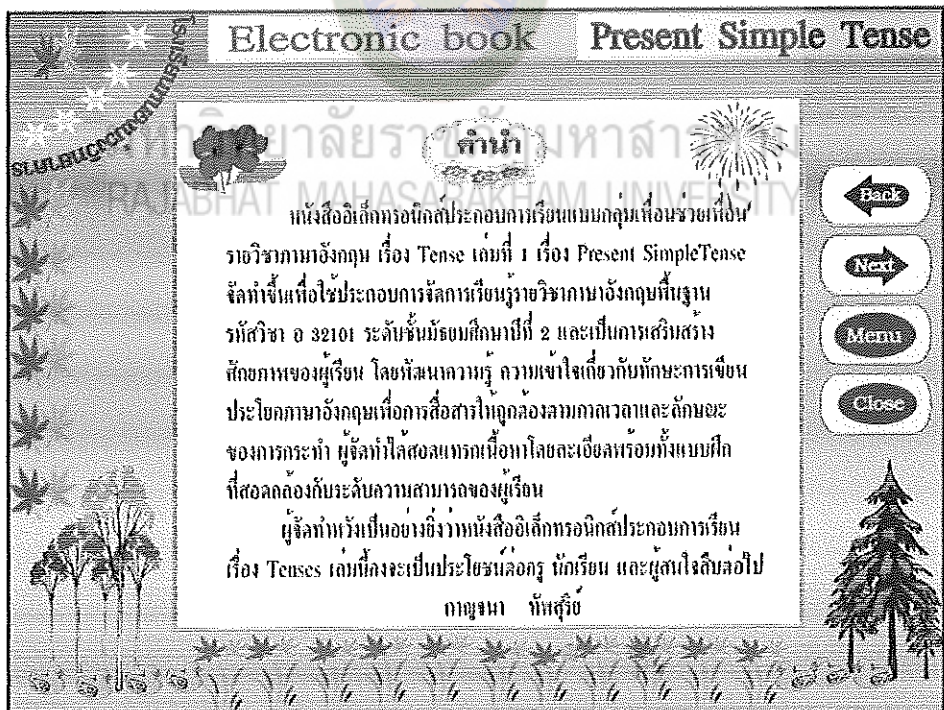 Electronic book Present Simple Tense
คำนำ
หนังสืออิเล็กทรอนิกส์ประกอบการเรียนแบบกลุ่มเพื่อนช่วยเพื่อน
รายวิชาภาษาอังกฤษ เรื่อง Tense เล่มที่ 1 เรื่อง Present SimpleTense
จัดทำขึ้นเพื่อใช้ประกอบการจัดการเรียนรู้รายวิชาภาษาอังกฤษพื้นฐาน
รหัสวิชา อ 32101 ระดับชั้นมัธยมศึกษาปีที่ 2 และเป็นการเสริมสร้าง
ศักยภาพของผู้เรียน โดยพัฒนาความรู้ ความเข้าใจเกี่ยวกับทักษะการเขียน
ประโยคภาษาอังกฤษเพื่อการสื่อสารให้ถูกต้องตามกาลเวลาและลักษณะ
ของการกระทำ ผู้จัดทำได้สอดแทรกเนื้อหาโดยละเอียดพร้อมทั้งแบบฝึก
ที่สอดคล้องกับระดับความสามารถของผู้เรียน
ผู้จัดทำหวังเป็นอย่างยิ่งว่าหนังสืออิเล็กทรอนิกส์ประกอบการเรียน
เรื่อง Tenses เล่มนี้คงจะเป็นประโยชน์ต่อครู นักเรียน และผู้สนใจสืบต่อไป
กาญจนา ทัพสุริย์
Back
Next
Menu
Close
RAJABHAT MAHASARAKHAM UNIVERSITY